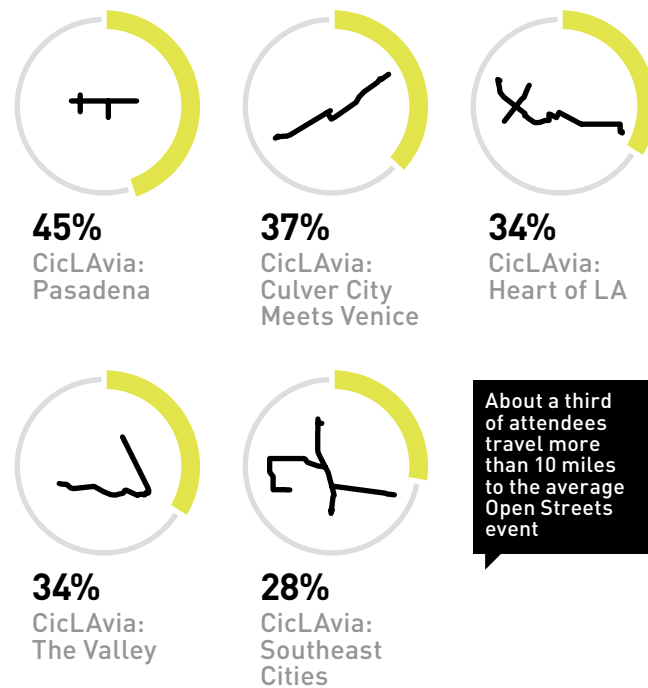 45%
CicLAvia:
Pasadena
37%
CicLAvia:
Culver City
Meets Venice
34%
CicLAvia:
Heart of LA
34%
CicLAvia:
The Valley
28%
CicLAvia:
Southeast
Cities
About a third
of attendees
travel more
than 10 miles
to the average
Open Streets
event